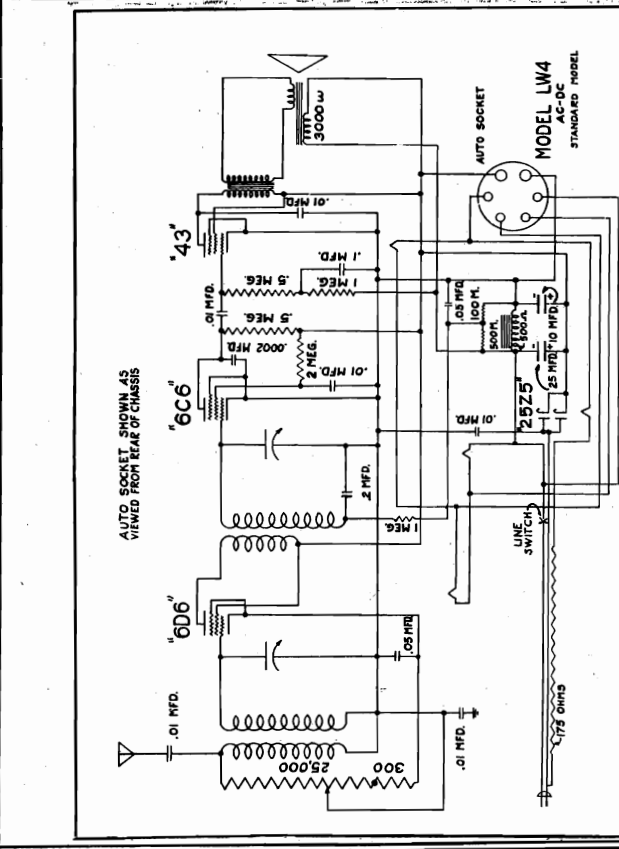 3000 ω
.01 MFD.
"43"
.1 MFD.
.5 MEG.
1 MEG.
.01 MFD.
.5 MEG.
.0002 MFD.
2 MEG.
.01 MFD.
"6C6"
AUTO SOCKET SHOWN AS
VIEWED FROM REAR OF CHASSIS
.2 MFD.
1 MEG.
"6D6"
.05 MFD.
.01 MFD.
25,000
300
.01 MFD.
AUTO SOCKET
MODEL LW4
AC-DC
STANDARD MODEL
.05 MFD.
100M.
500M.
500Ω
- +
10 MFD.
- +
25 MFD.
"25Z5"
.01 MFD.
LINE
SWITCH
175 OHMS